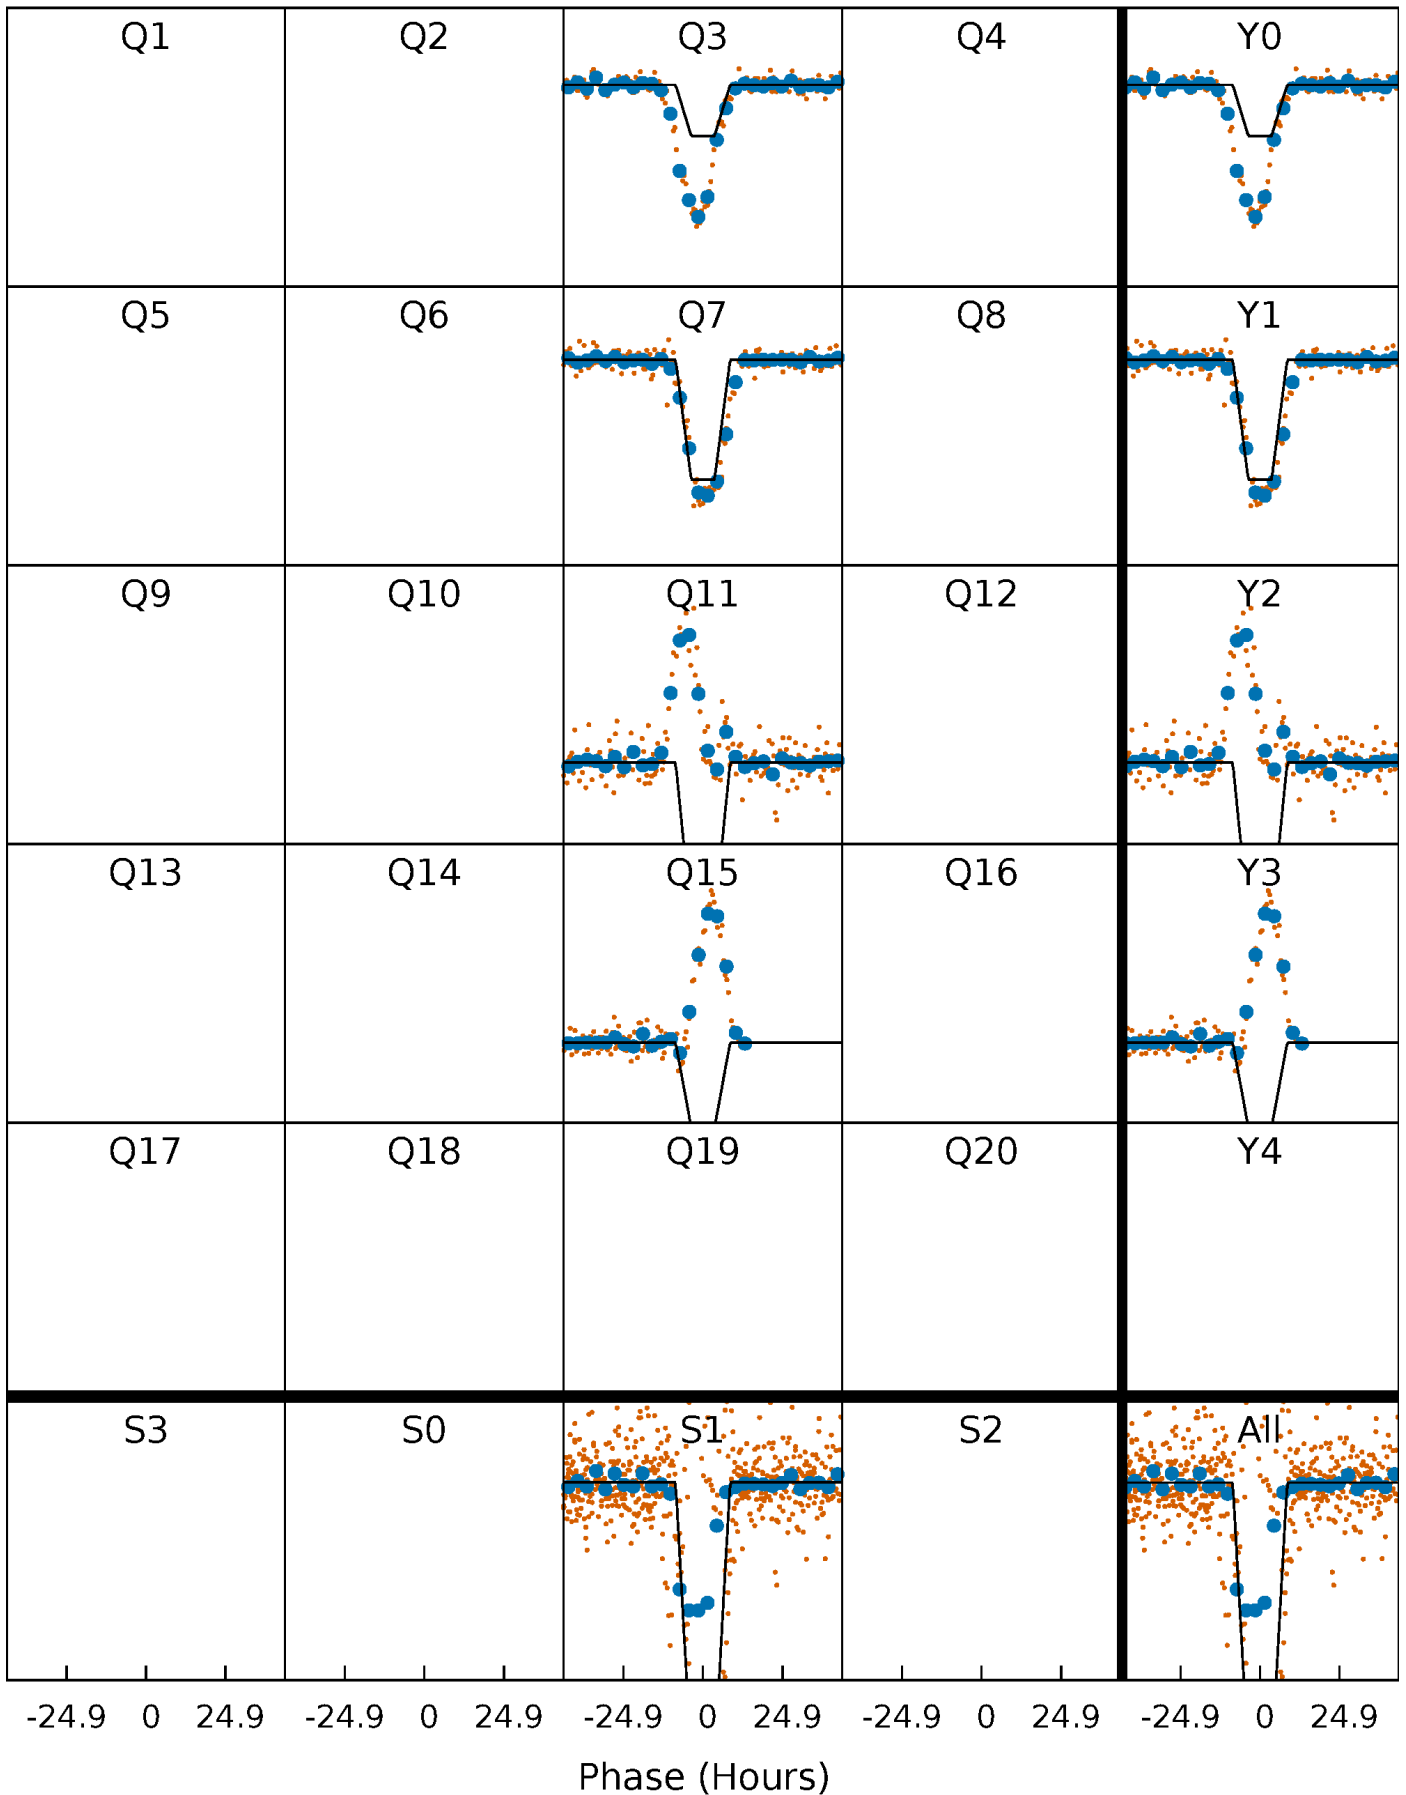 Q1 Q2 Q3 Q4 Y0
Q5 Q6 Q7 Q8 Y1
Q9 Q10 Q11 Q12 Y2
Q13 Q14 Q15 Q16 Y3
Q17 Q18 Q19 Q20 Y4
S3 S0 S1 S2 All
-24.9 0 24.9 -24.9 0 24.9 -24.9 0 24.9 -24.9 0 24.9 -24.9 0 24.9
Phase (Hours)